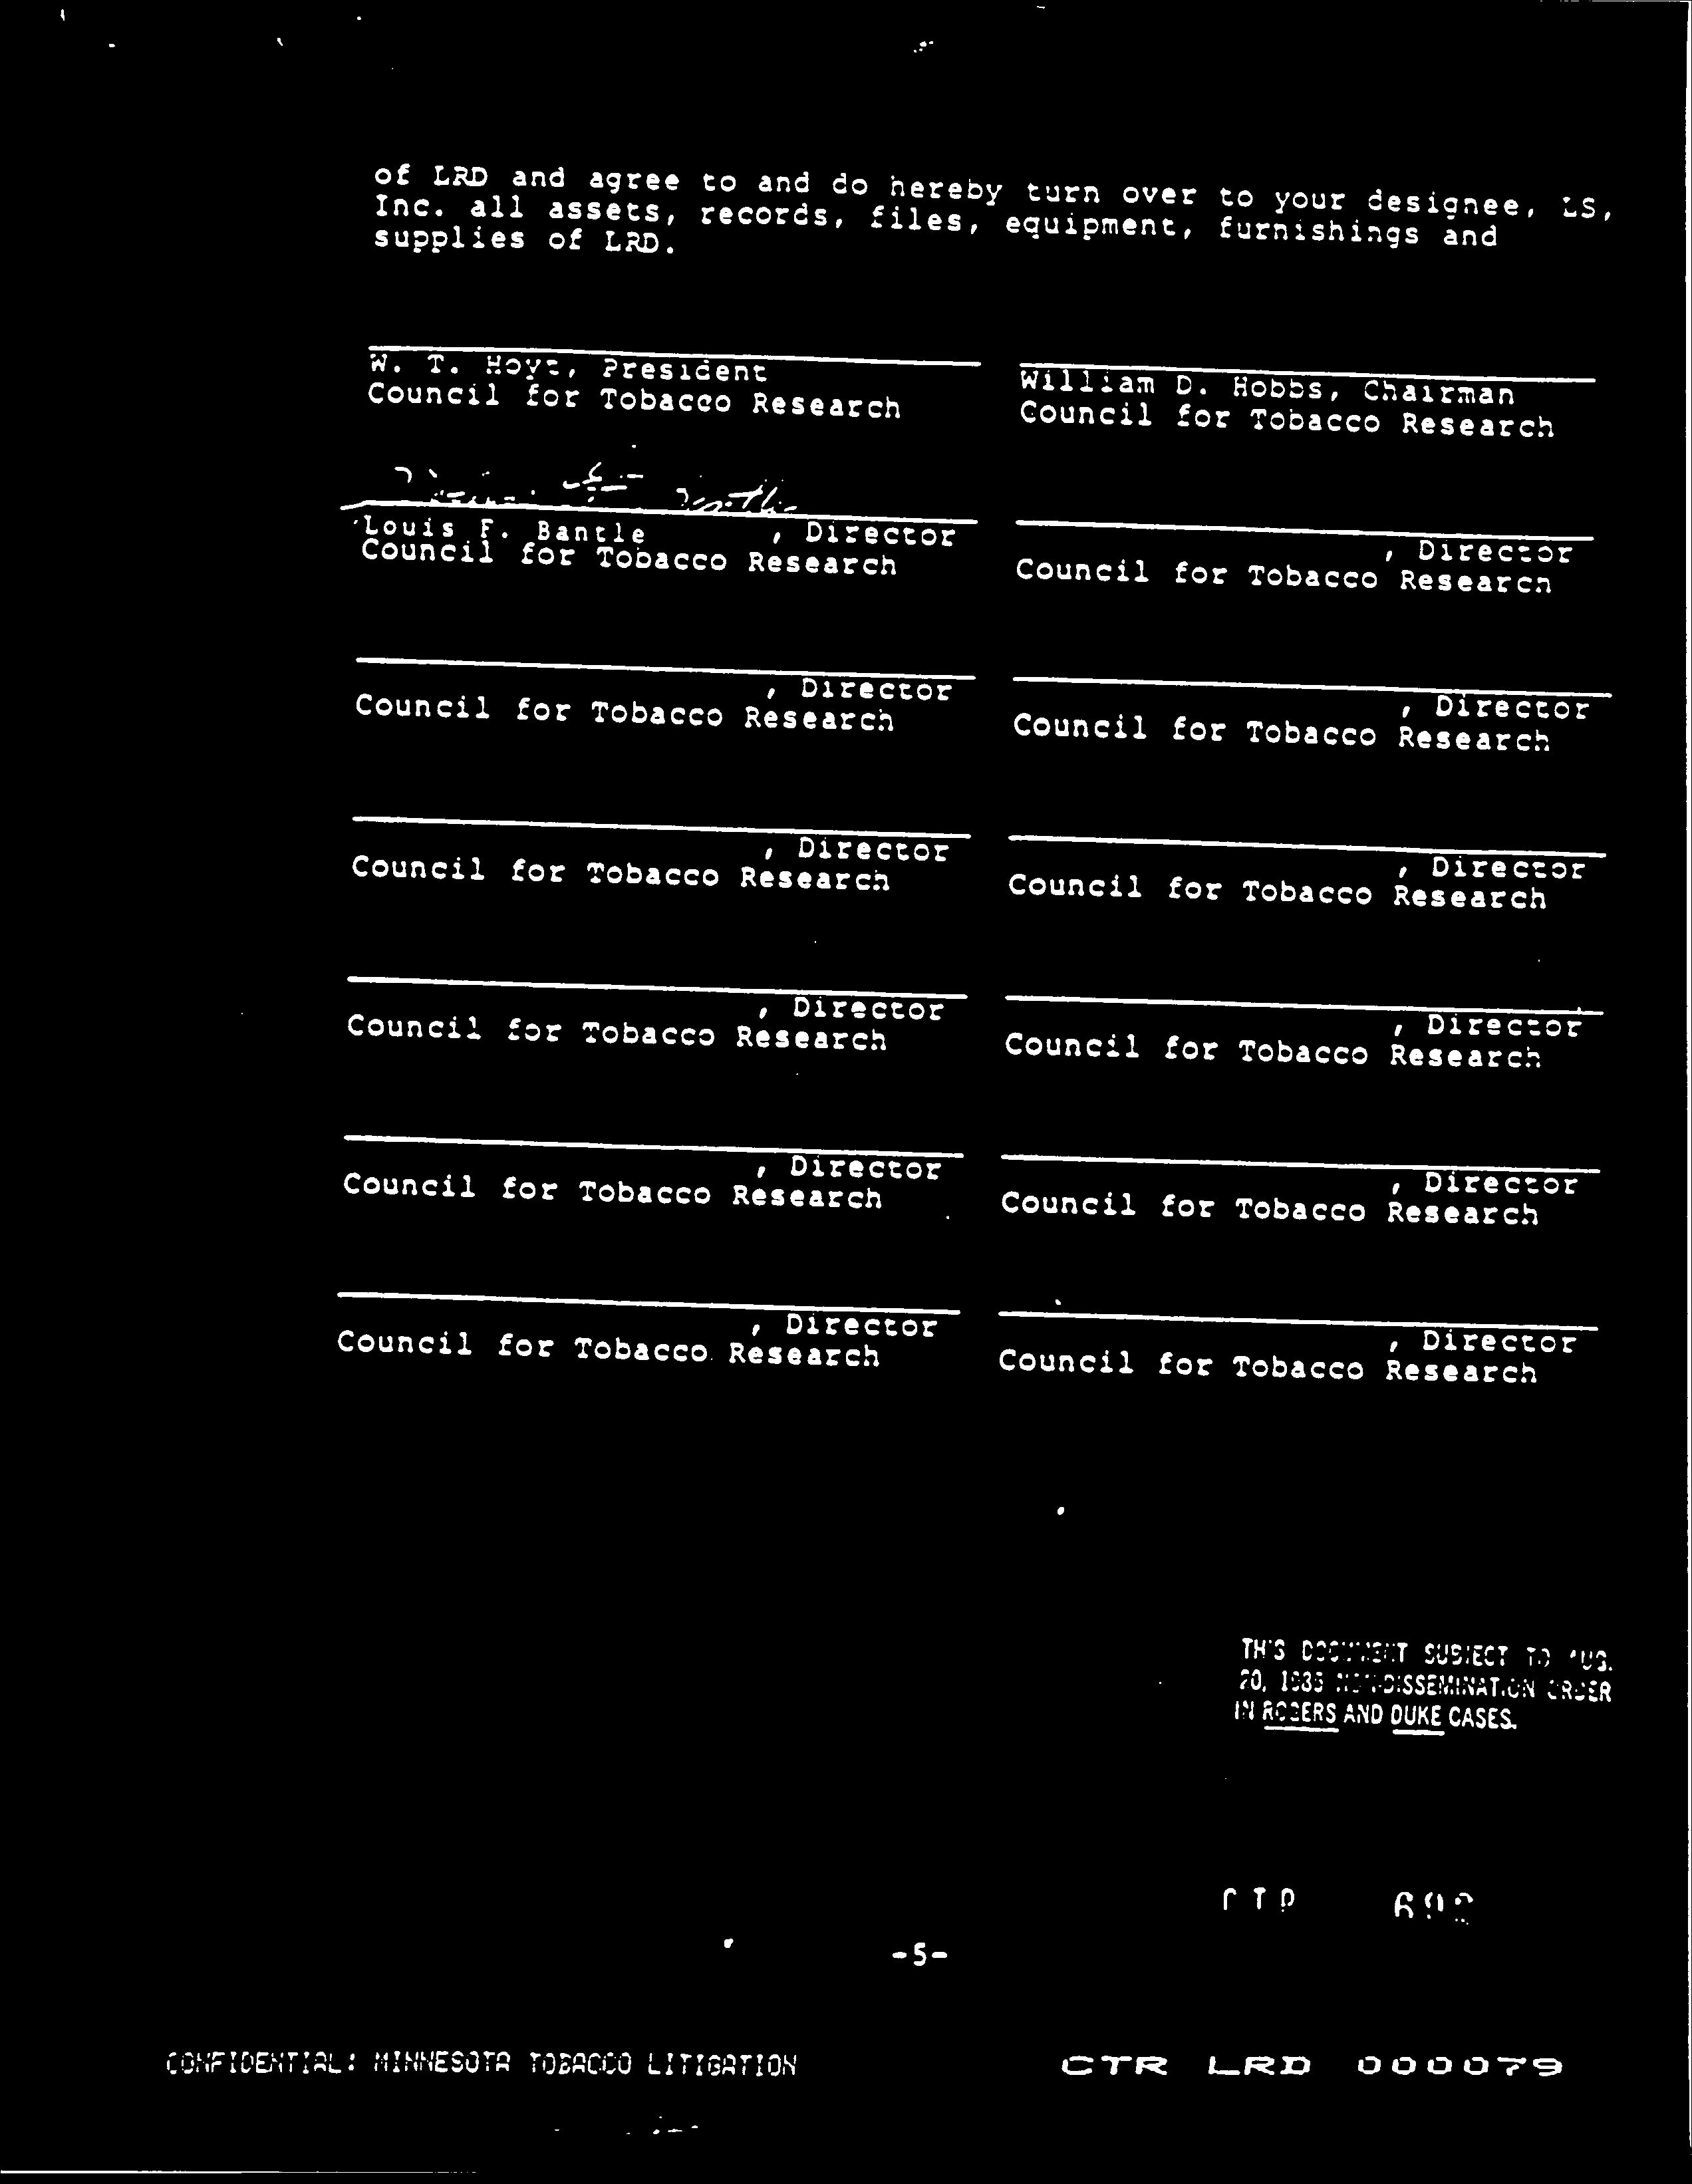 of LRD and agree to and do hereby turn over to your designee, LS,
Inc. all assets, records, files, equipment, furnishings and
supplies of LRD.
W. T. Hoyt, President
Council for Tobacco Research
William D. Hobbs, Chairman
Council for Tobacco Research
Louis F. Bantle , Director
Council for Tobacco Research
, Director
Council for Tobacco Research
, Director
Council for Tobacco Research
, Director
Council for Tobacco Research
, Director
Council for Tobacco Research
, Director
Council for Tobacco Research
, Director
Council for Tobacco Research
, Director
Council for Tobacco Research
, Director
Council for Tobacco Research
, Director
Council for Tobacco Research
, Director
Council for Tobacco Research
, Director
Council for Tobacco Research
THIS DOCUMENT SUBJECT TO AUG.
20, NON-DISSEMINATION ORDER
IN ROGERS AND DUKE CASES.
-5-
CONFIDENTIAL: MINNESOTA TOBACCO LITIGATION
CTR LRD 000079